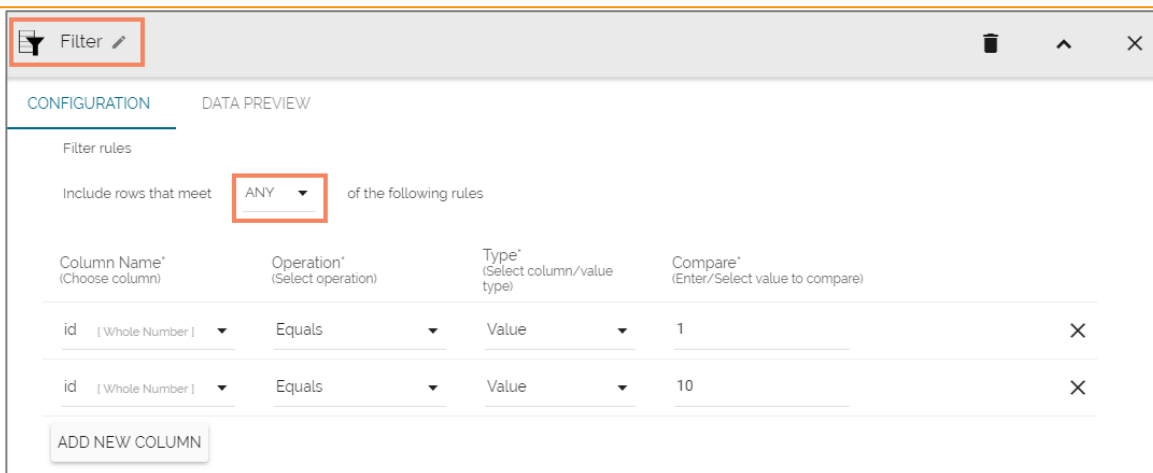 Filter
CONFIGURATION DATA PREVIEW
Filter rules
Include rows that meet ANY of the following rules
Column Name* Operation* Type* Compare*
(Choose column) (Select operation) (Select column/value type) (Enter/Select value to compare)
id [ Whole Number ] Equals Value 1
id [ Whole Number ] Equals Value 10
ADD NEW COLUMN